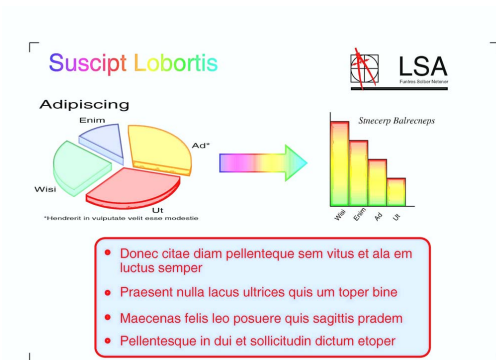 Suscipt Lobortis
LSA
Adipiscing
Enim
Ad*
Wisi
Ut
*Hendrerit in vulputate velit esse modestie
Stnecerp Balrecneps
Wisi
Enim
Ad
Ut
Donec citae diam pellenteque sem vitus et ala em
luctus semper
Praesent nulla lacus ultrices quis um toper bine
Maecenas felis leo posuere quis sagittis pradem
Pellentesque in dui et sollicitudin dictum etoper